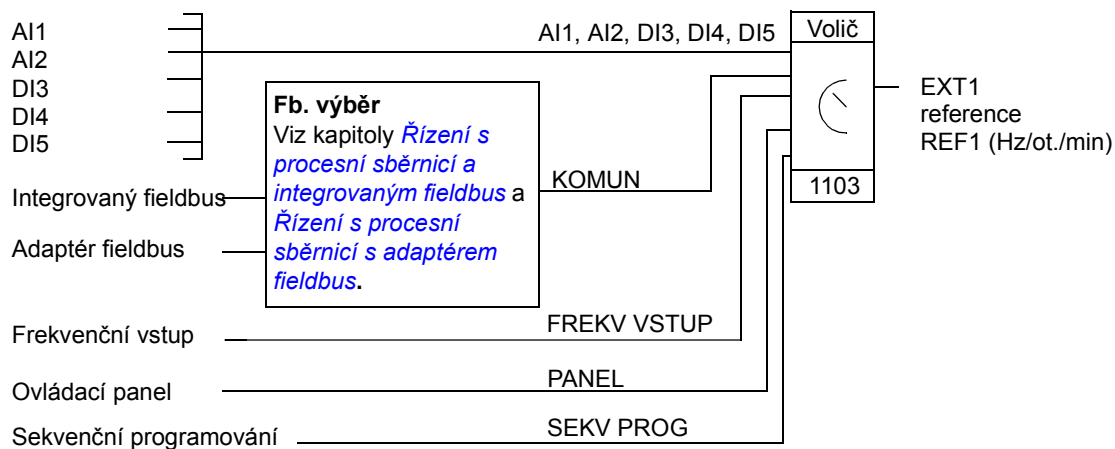 AI1
AI2
DI3
DI4
DI5
AI1, AI2, DI3, DI4, DI5
Volič
1103
EXT1
reference
REF1 (Hz/ot./min)
Fb. výběr
Viz kapitoly Řízení s
procesní sběrnicí a
integrovaným fieldbus a
Řízení s procesní
sběrnicí s adaptérem
fieldbus.
Integrovaný fieldbus
Adaptér fieldbus
KOMUN
Frekvenční vstup
FREKV VSTUP
Ovládací panel
PANEL
Sekvenční programování
SEKV PROG